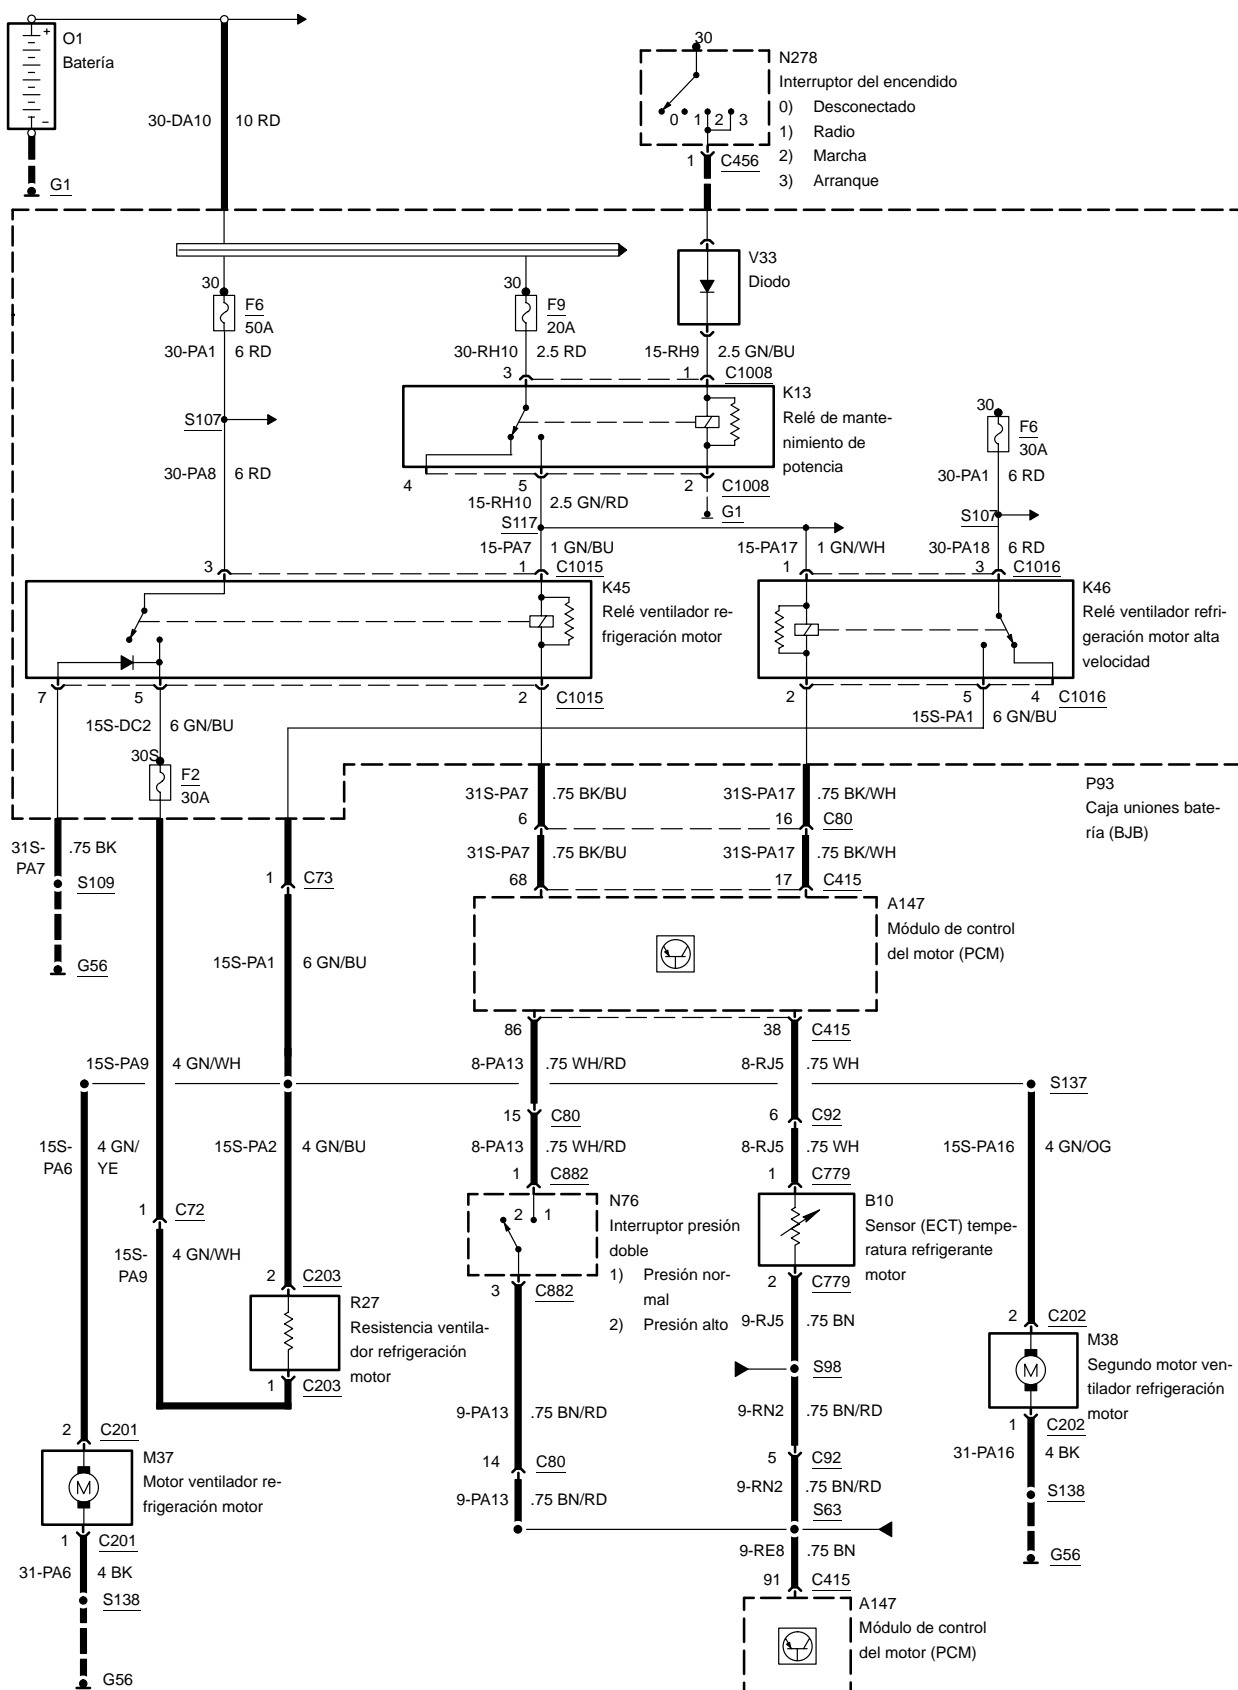 O1
Batería
+
–
G1
30-DA10 10 RD
30
N278
Interruptor del encendido
0) Desconectado
1) Radio
2) Marcha
3) Arranque
0 1 2 3
1 C456
V33
Diodo
30 F6
50A
30 F9
20A
30-PA1 6 RD
30-RH10 2.5 RD
15-RH9 2.5 GN/BU
3 1 C1008
K13
Relé de mante-
nimiento de
potencia
S107
30 F6
30A
30-PA8 6 RD
4 5 2 C1008
30-PA1 6 RD
15-RH10 2.5 GN/RD
G1
S117
S107
15-PA7 1 GN/BU
15-PA17 1 GN/WH
30-PA18 6 RD
3 1 C1015
1 3 C1016
K45
Relé ventilador re-
frigeración motor
K46
Relé ventilador refri-
geración motor alta
velocidad
7 5 2 C1015
2 5 4 C1016
15S-DC2 6 GN/BU
15S-PA1 6 GN/BU
30S F2
30A
P93
Caja uniones bate-
ría (BJB)
31S-PA7 .75 BK/BU
31S-PA17 .75 BK/WH
6 16 C80
31S-
PA7
.75 BK
31S-PA7 .75 BK/BU
31S-PA17 .75 BK/WH
S109
1 C73
68 17 C415
A147
Módulo de control
del motor (PCM)
G56
15S-PA1 6 GN/BU
86 38 C415
15S-PA9 4 GN/WH
8-PA13 .75 WH/RD
8-RJ5 .75 WH
S137
15 C80
6 C92
15S-
PA6
4 GN/
YE
15S-PA2 4 GN/BU
8-PA13 .75 WH/RD
8-RJ5 .75 WH
15S-PA16 4 GN/OG
1 C882
1 C779
1 C72
2 1
N76
Interruptor presión
doble
1) Presión nor-
mal
2) Presión alto
B10
Sensor (ECT) tempe-
ratura refrigerante
motor
15S-
PA9
4 GN/WH
2 C203
3 C882
2 C779
R27
Resistencia ventila-
dor refrigeración
motor
9-RJ5 .75 BN
2 C202
M38
Segundo motor ven-
tilador refrigeración
motor
M
S98
1 C203
9-PA13 .75 BN/RD
9-RN2 .75 BN/RD
1 C202
2 C201
31-PA16 4 BK
M37
Motor ventilador re-
frigeración motor
M
14 C80
5 C92
9-PA13 .75 BN/RD
9-RN2 .75 BN/RD
S138
S63
1 C201
9-RE8 .75 BN
G56
31-PA6 4 BK
91 C415
S138
A147
Módulo de control
del motor (PCM)
G56